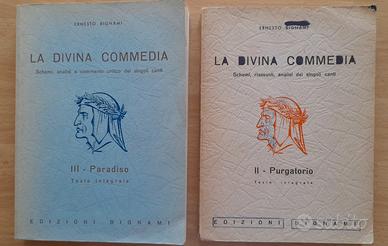 ERNESTO BIGNAMI
LA DIVINA COMMEDIA
Schemi, analisi e commento critico dei singoli canti
III - Paradiso
Testo integrale
EDIZIONI BIGNAMI
ERNESTO BIGNAMI
LA DIVINA COMMEDIA
Schemi, riassunti, analisi dei singoli canti
II - Purgatorio
Testo integrale
EDIZIONI BIGNAMI
subito